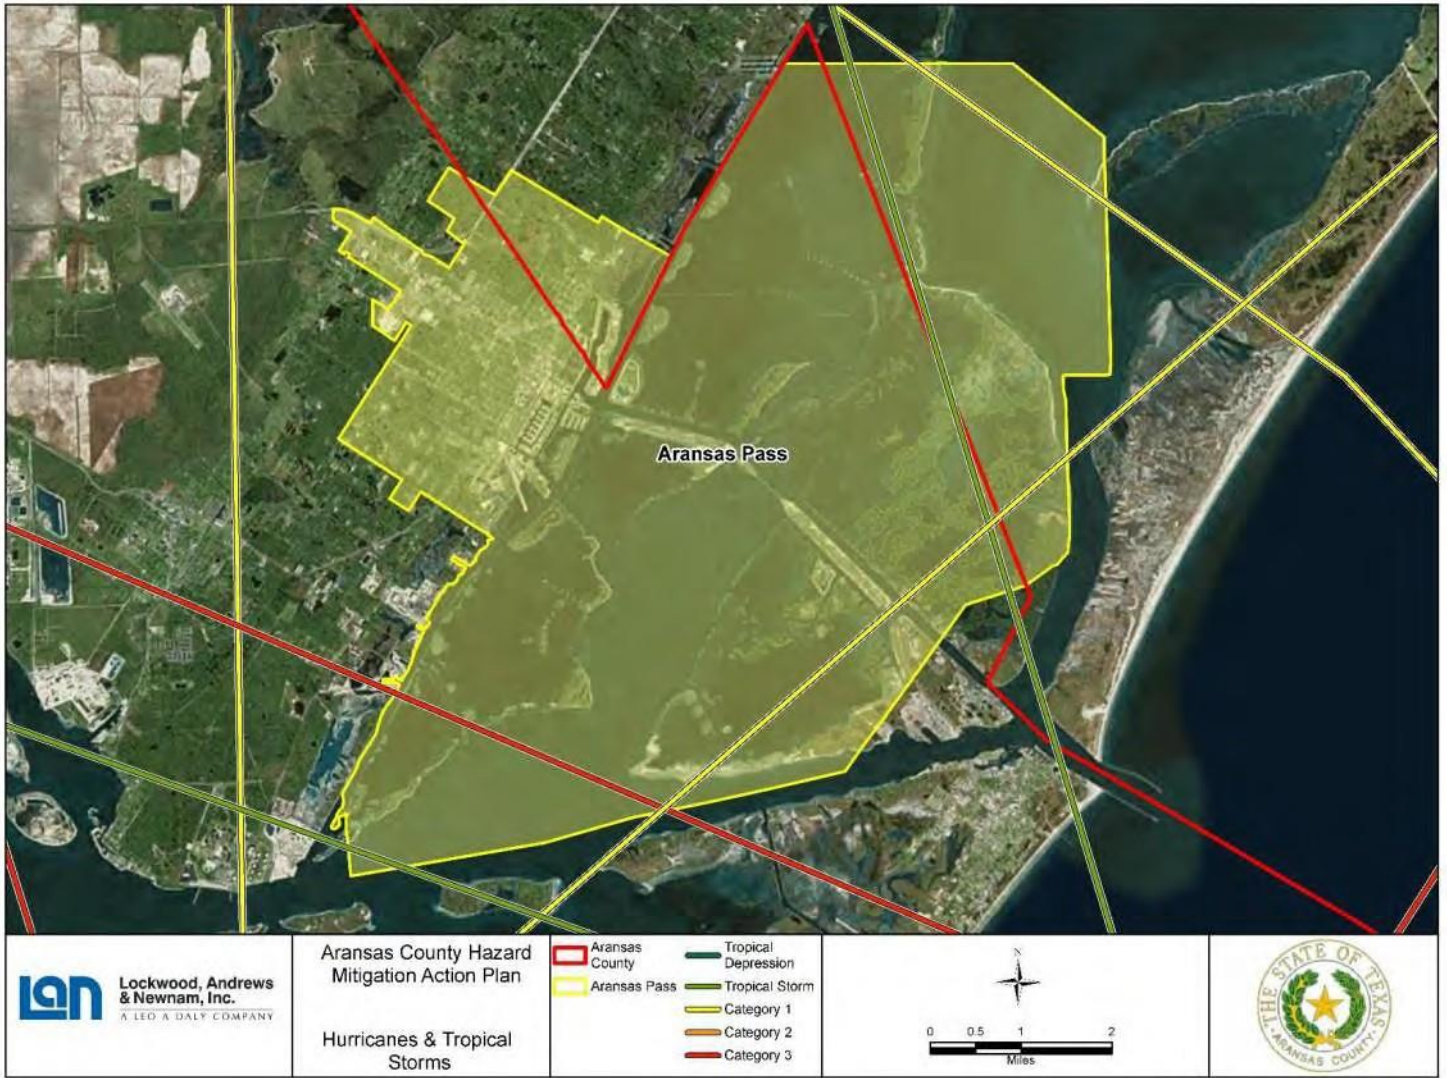 Aransas Pass
LAN
Lockwood, Andrews
& Newnam, Inc.
A LEO A DALY COMPANY
Aransas County Hazard
Mitigation Action Plan
Hurricanes & Tropical
Storms
Aransas
County
Aransas Pass
Tropical
Depression
Tropical Storm
Category 1
Category 2
Category 3
N
0 0.5 1 2
Miles
THE STATE OF TEXAS
ARANSAS COUNTY